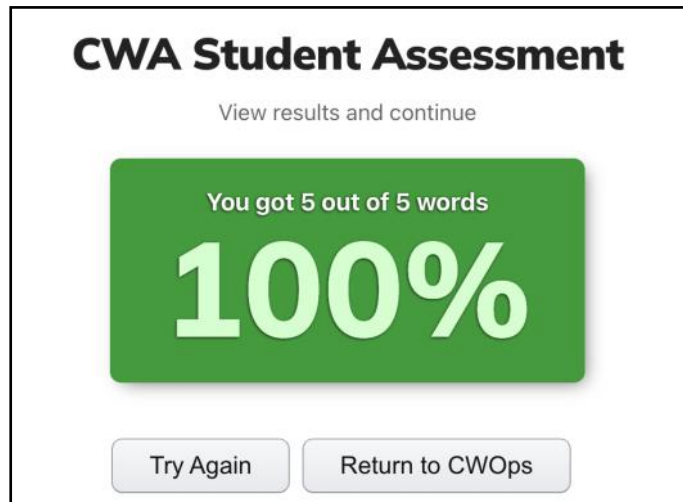 CWA Student Assessment
View results and continue
You got 5 out of 5 words
100%
Try Again
Return to CWOps